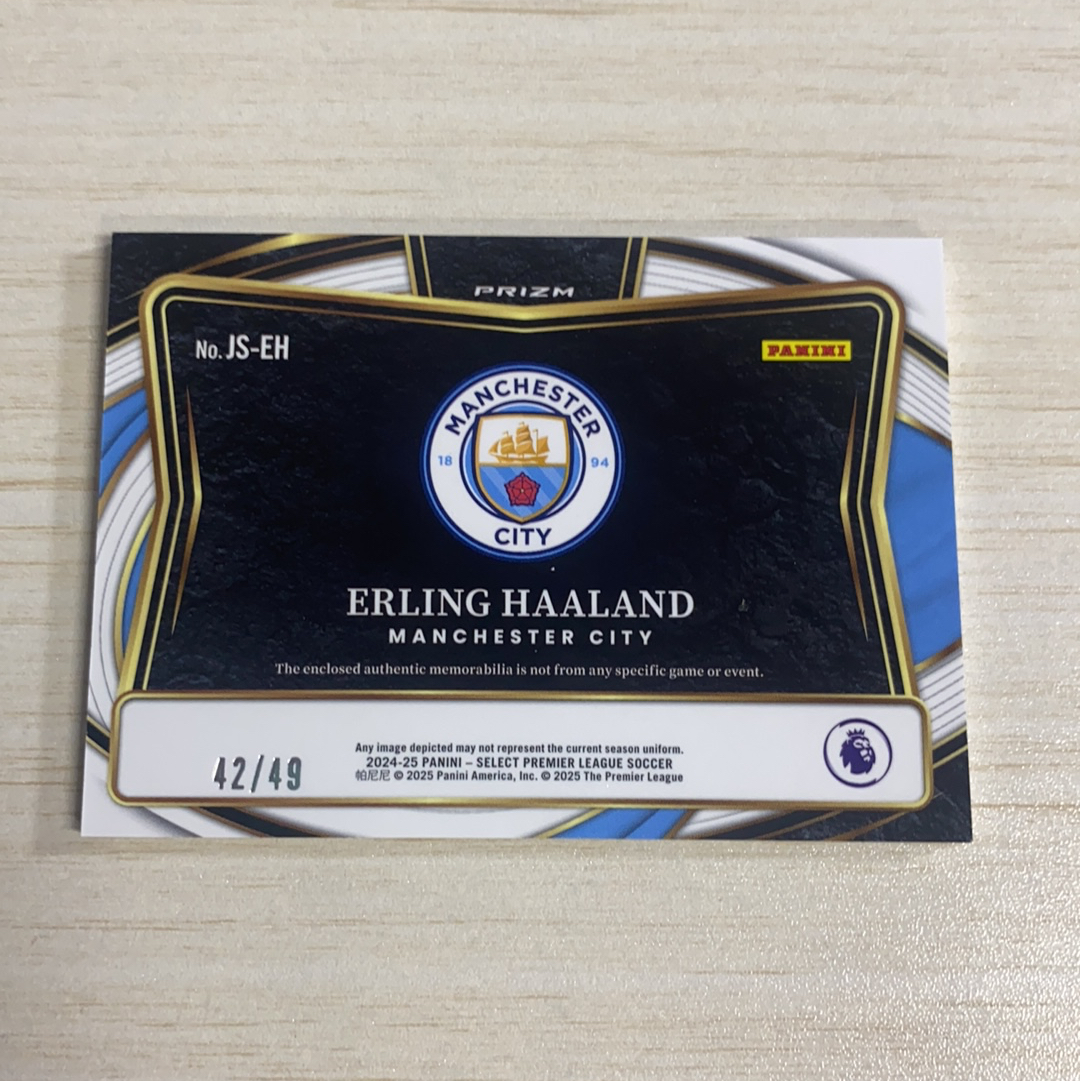 PRIZM
No. JS-EH
PANINI
MANCHESTER
18 94
CITY
ERLING HAALAND
MANCHESTER CITY
The enclosed authentic memorabilia is not from any specific game or event.
Any image depicted may not represent the current season uniform.
2024-25 PANINI – SELECT PREMIER LEAGUE SOCCER
帕尼尼 © 2025 Panini America, Inc. © 2025 The Premier League
42/49